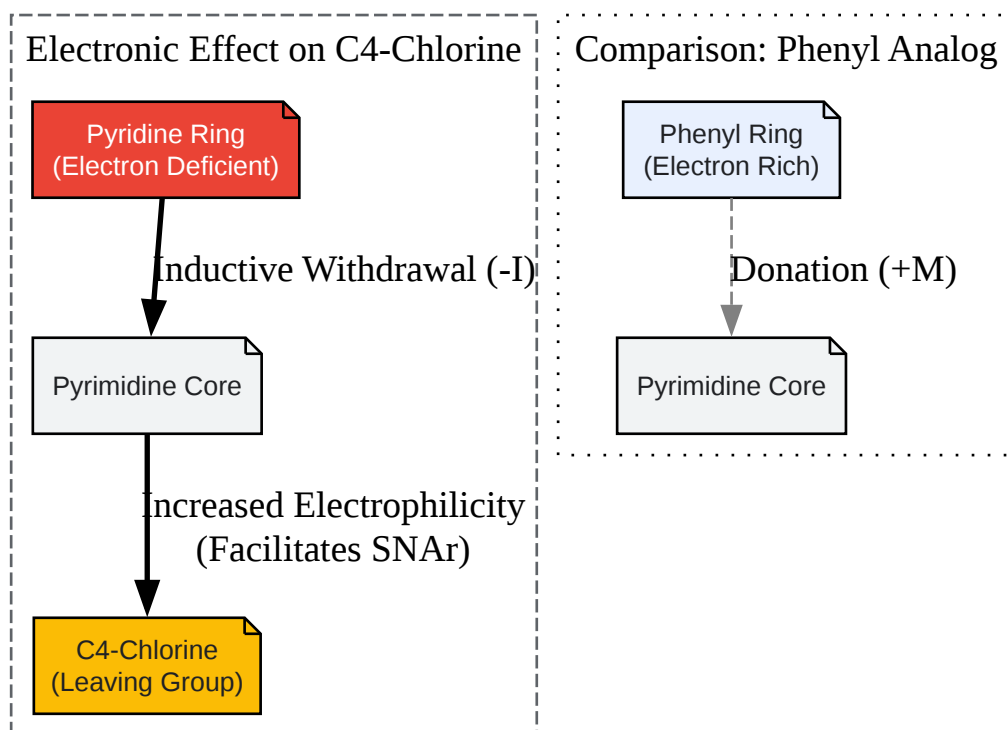 Electronic Effect on C4-Chlorine
Pyridine Ring
(Electron Deficient)
Inductive Withdrawal (-I)
Pyrimidine Core
Increased Electrophilicity
(Facilitates SNAr)
C4-Chlorine
(Leaving Group)
Comparison: Phenyl Analog
Phenyl Ring
(Electron Rich)
Donation (+M)
Pyrimidine Core